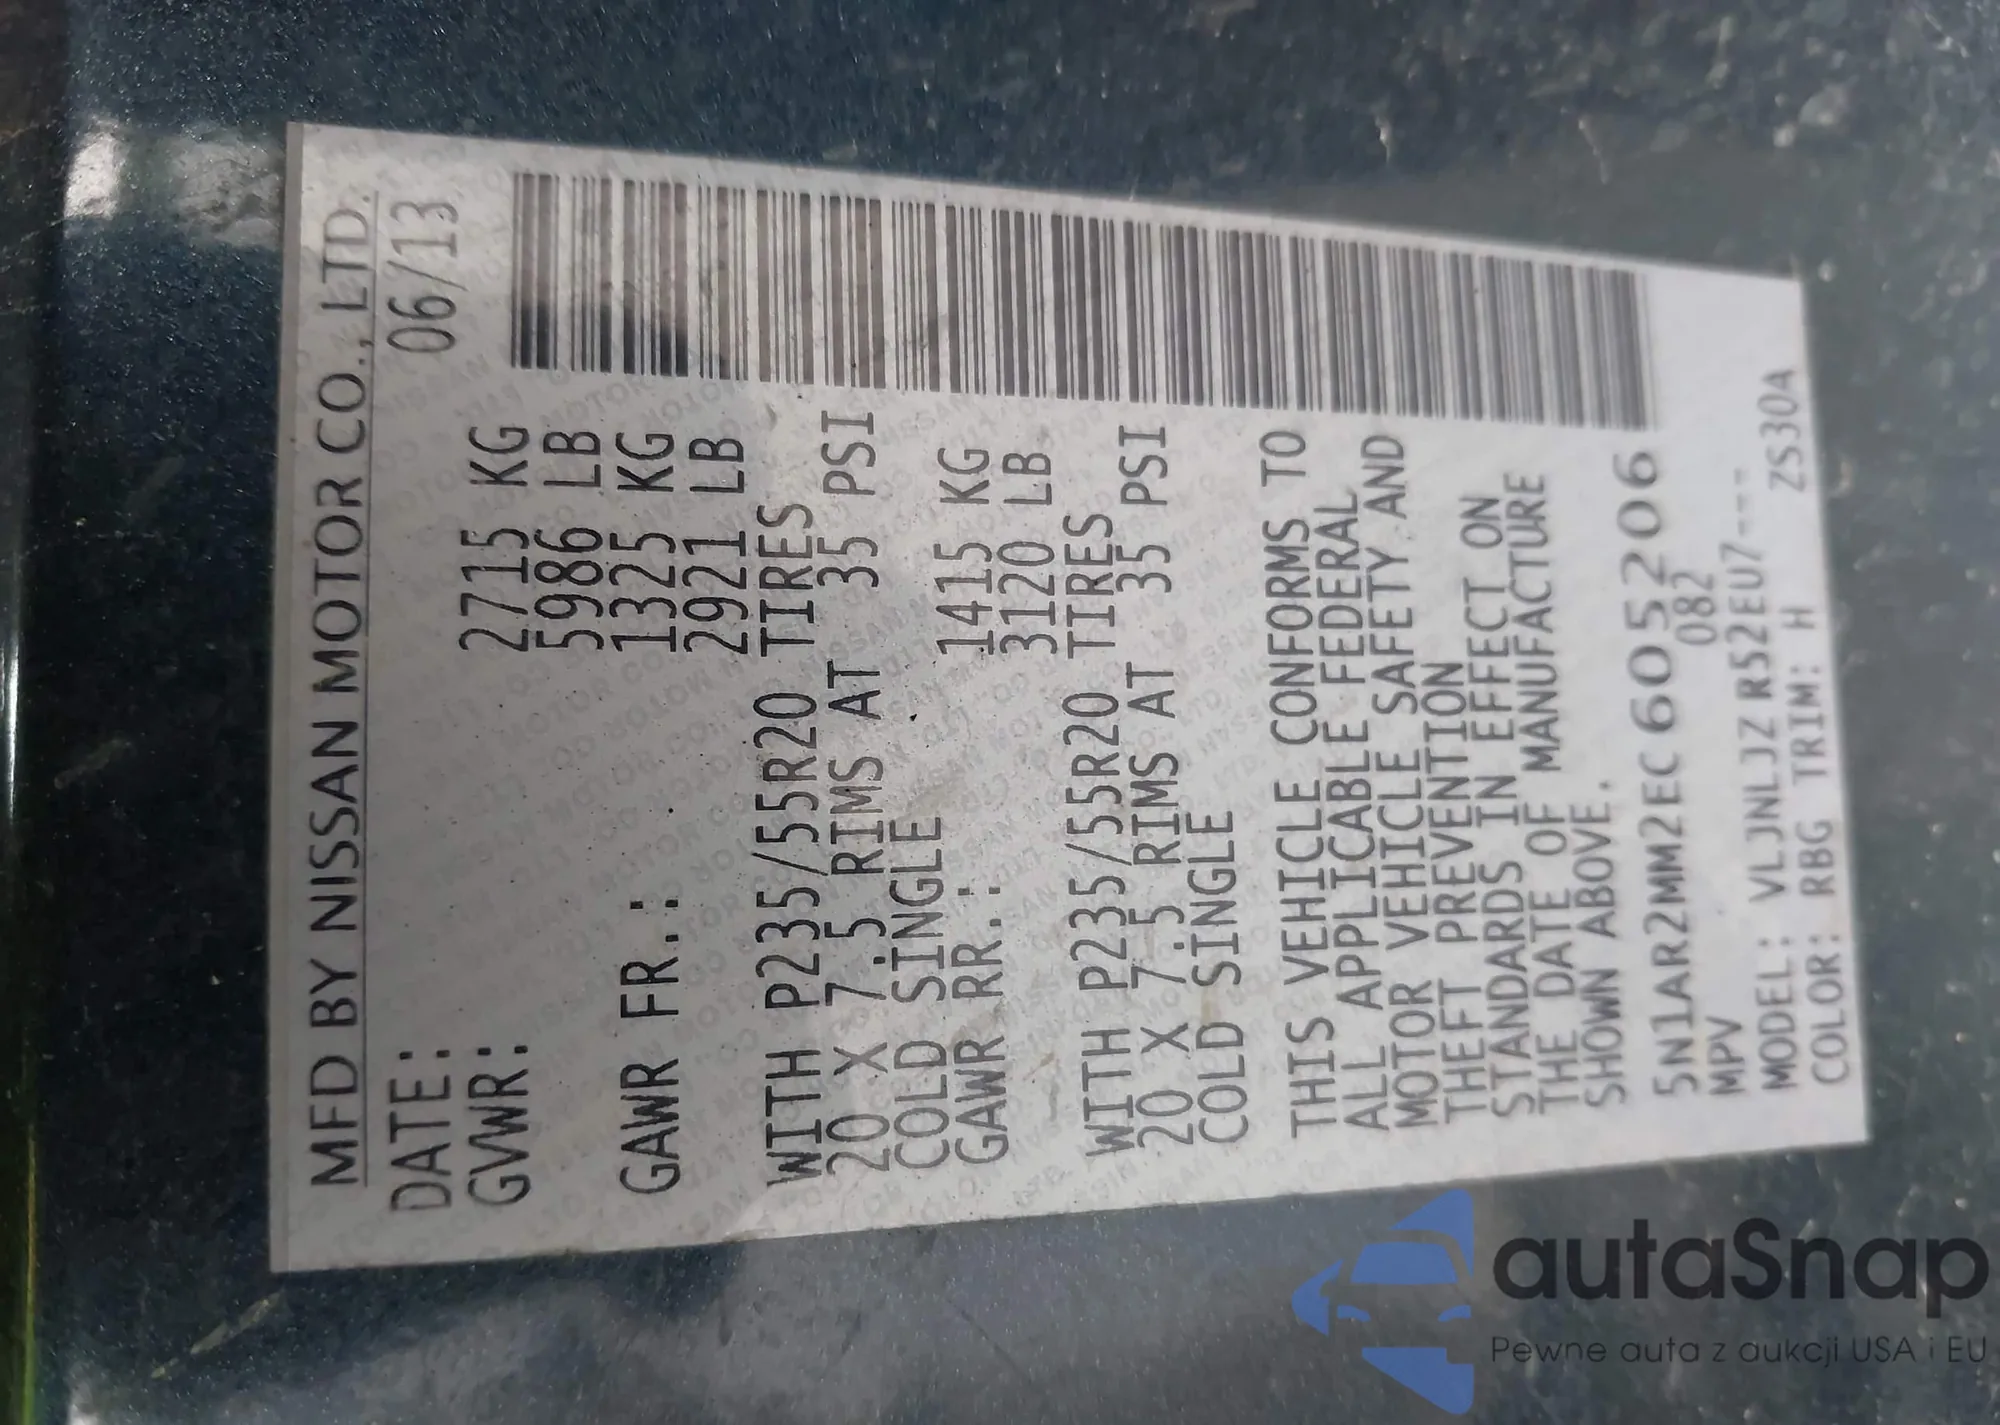 MFD BY NISSAN MOTOR CO., LTD.
DATE: 06/13
GVWR: 2715 KG
5986 LB
GAWR FR.: 1325 KG
2921 LB
WITH P235/55R20 TIRES
20 X 7.5 RIMS AT 35 PSI
COLD SINGLE
GAWR RR.: 1415 KG
3120 LB
WITH P235/55R20 TIRES
20 X 7.5 RIMS AT 35 PSI
COLD SINGLE
THIS VEHICLE CONFORMS TO
ALL APPLICABLE FEDERAL
MOTOR VEHICLE SAFETY AND
THEFT PREVENTION
STANDARDS IN EFFECT ON
THE DATE OF MANUFACTURE
SHOWN ABOVE.
5N1AR2MM2EC605206
MPV 082
MODEL: VLJNLJZ R52EU7---
COLOR: RBG TRIM: H ZS30A
autaSnap
Pewne auta z aukcji USA i EU